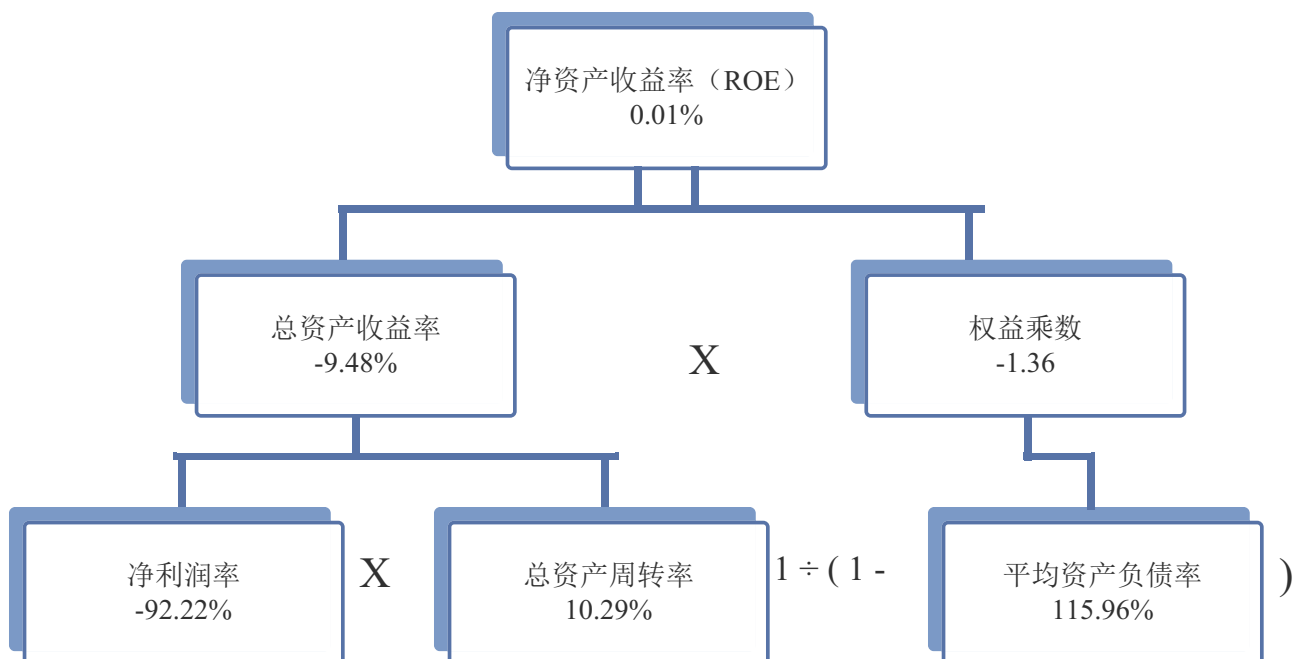 净资产收益率（ROE）
0.01%
总资产收益率
-9.48%
X
权益乘数
-1.36
净利润率
-92.22%
X
总资产周转率
10.29%
1 ÷ ( 1 -
平均资产负债率
115.96%
)